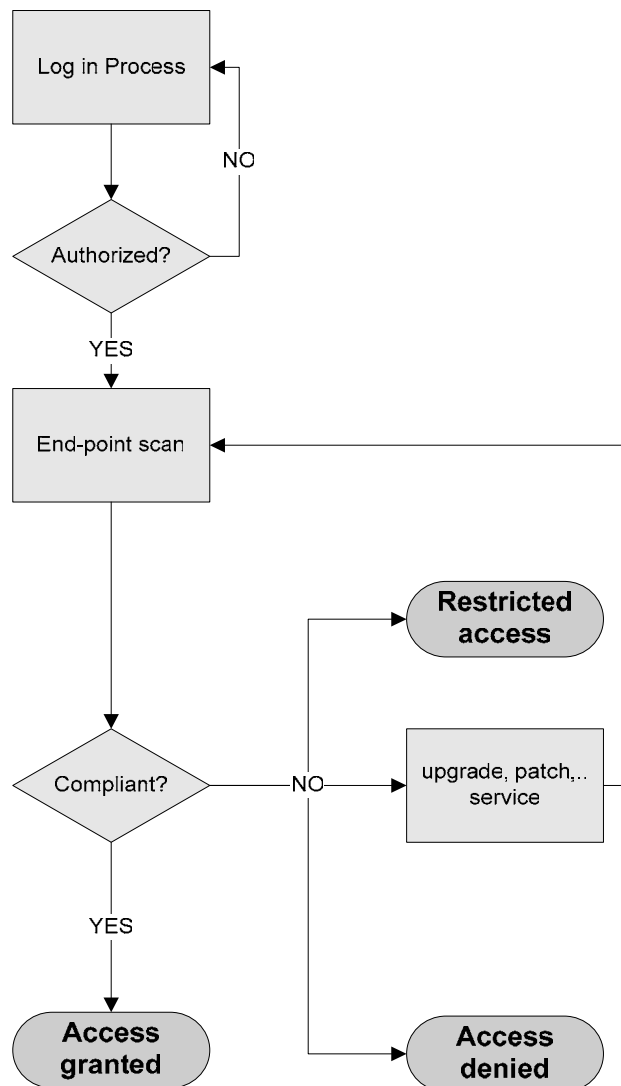 Log in Process
NO
Authorized?
YES
End-point scan
Restricted
access
Compliant?
NO
upgrade, patch,..
service
YES
Access
granted
Access
denied